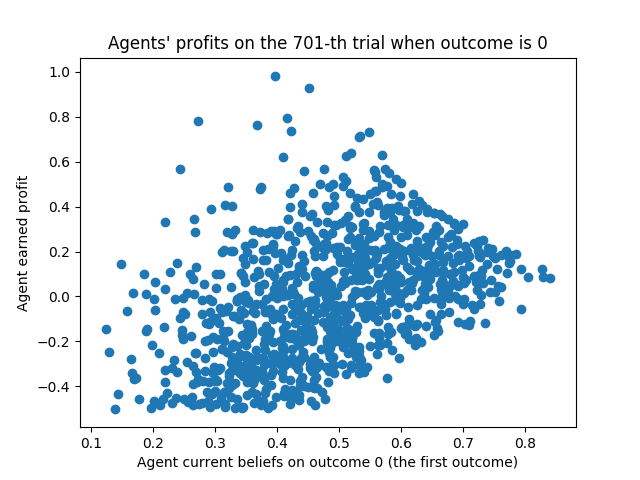 Agents' profits on the 701-th trial when outcome is 0
1.0
0.8
0.6
0.4
0.2
0.0
−0.2
−0.4
Agent earned profit
0.1 0.2 0.3 0.4 0.5 0.6 0.7 0.8
Agent current beliefs on outcome 0 (the first outcome)